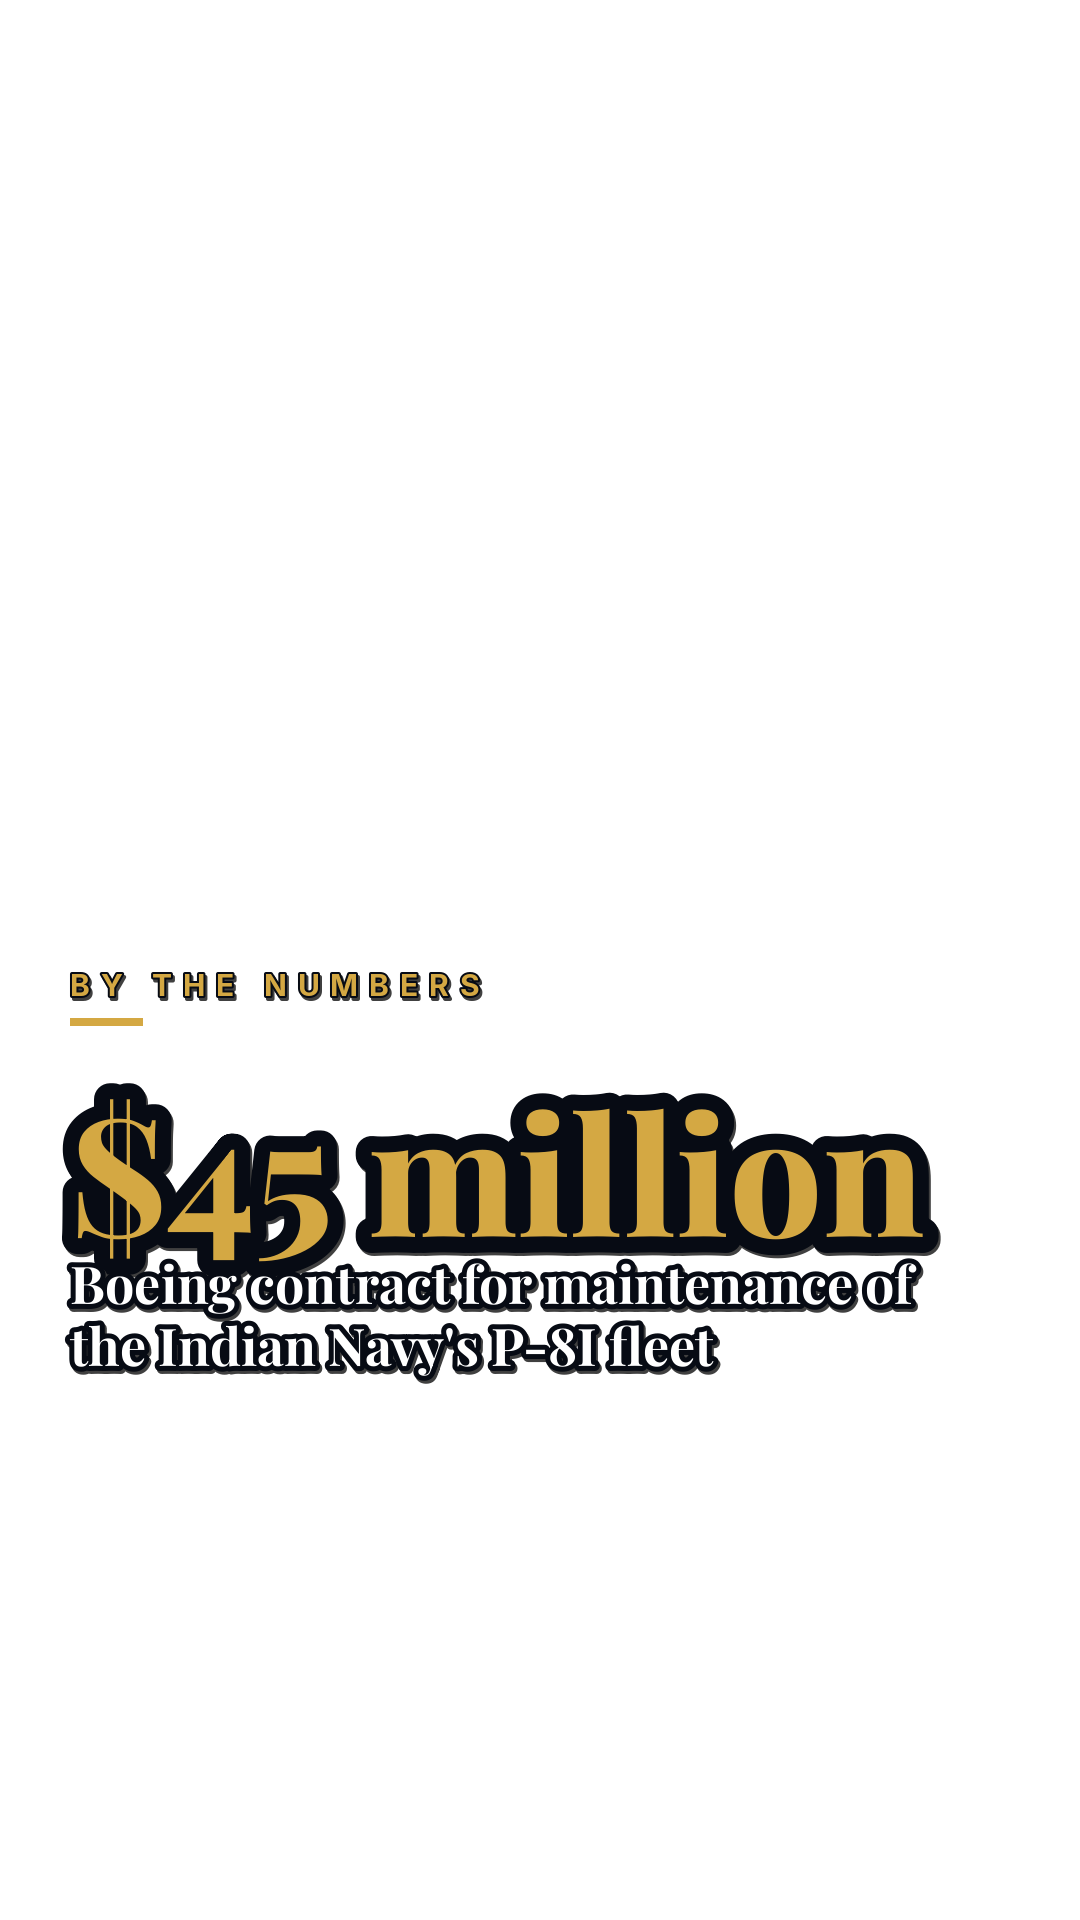 BY THE NUMBERS
$45 million
Boeing contract for maintenance of
the Indian Navy's P-8I fleet